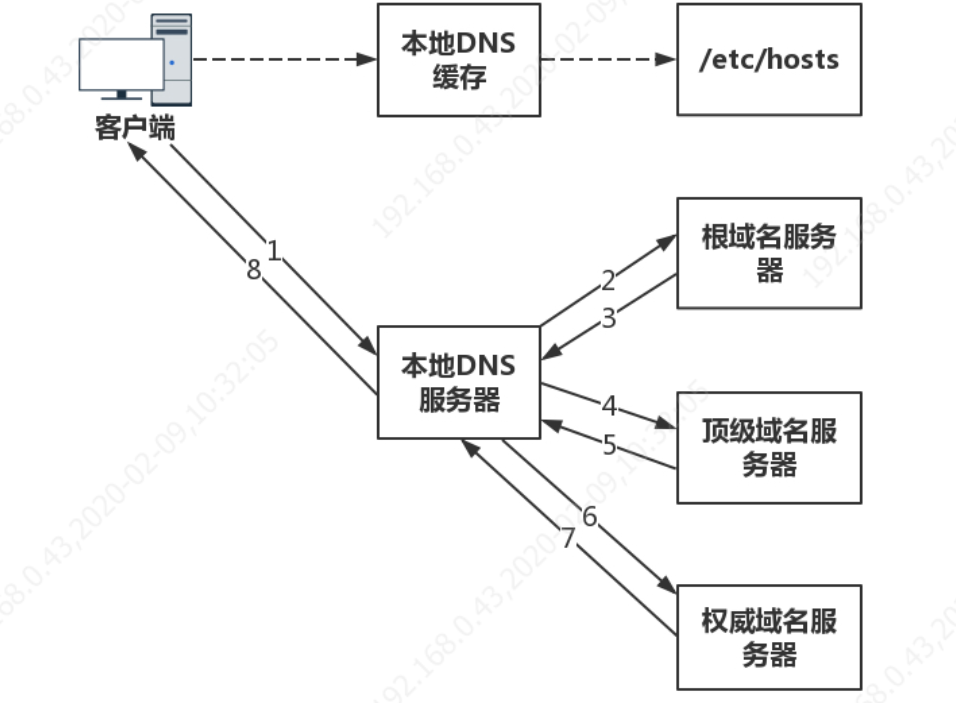 本地DNS
缓存
/etc/hosts
客户端
根域名服务
器
1
8
2
3
本地DNS
服务器
4
5
顶级域名服
务器
6
7
权威域名服
务器
192.168.0.43,2020-02-09,10:32:05